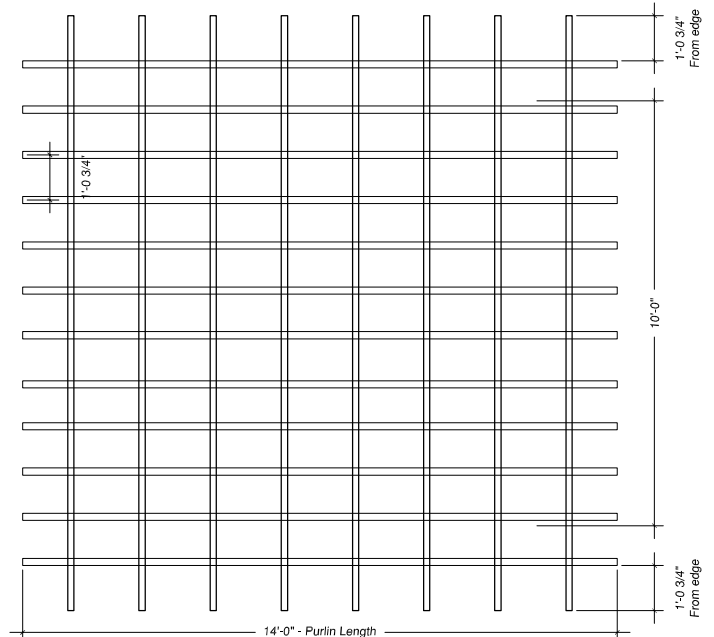 1'-0 3/4"
From edge
1'-0 3/4"
10'-0"
1'-0 3/4"
From edge
14'-0" - Purlin Length